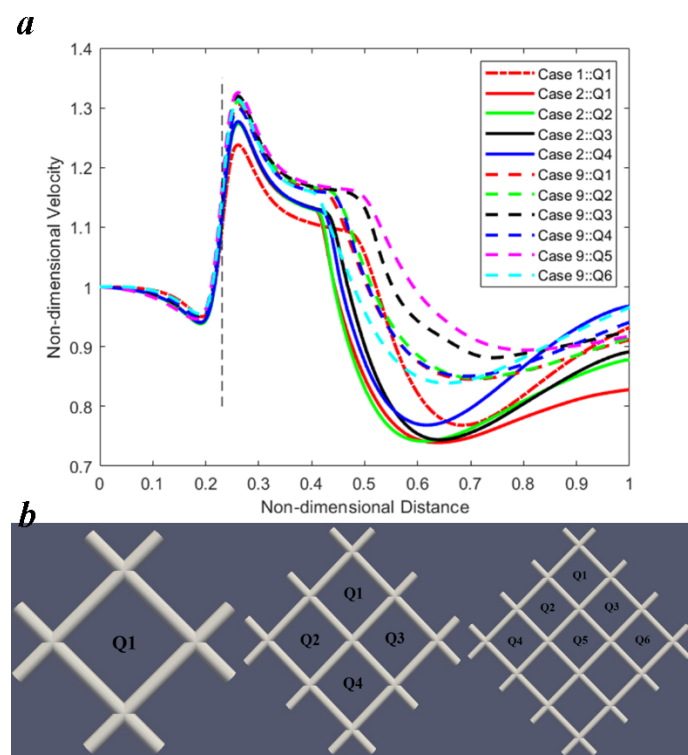 a
1.4
1.3
1.2
1.1
1
0.9
0.8
0.7
Non-dimensional Velocity
Case 1::Q1
Case 2::Q1
Case 2::Q2
Case 2::Q3
Case 2::Q4
Case 9::Q1
Case 9::Q2
Case 9::Q3
Case 9::Q4
Case 9::Q5
Case 9::Q6
0 0.1 0.2 0.3 0.4 0.5 0.6 0.7 0.8 0.9 1
Non-dimensional Distance
b
Q1
Q1
Q2 Q3
Q4
Q1
Q2 Q3
Q4 Q5 Q6